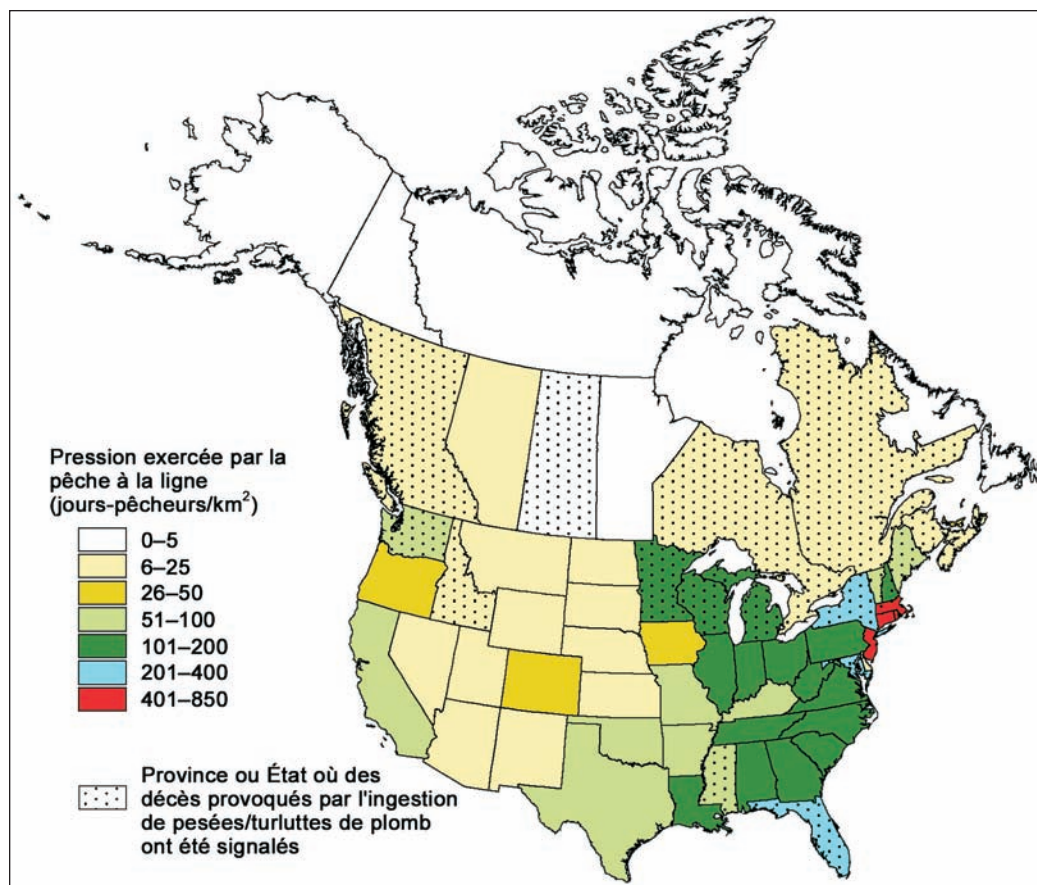 Pression exercée par la
pêche à la ligne
(jours-pêcheurs/km²)
0–5
6–25
26–50
51–100
101–200
201–400
401–850
Province ou État où des
décès provoqués par l'ingestion
de pesées/turluttes de plomb
ont été signalés